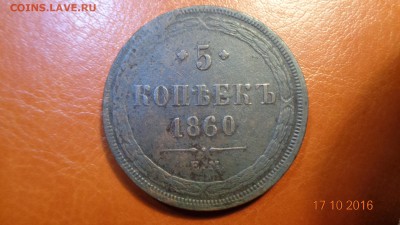 COINS.LAVE.RU
· 5 ·
КОПѢЕКЪ
1860
Е.М.
17 10 2016